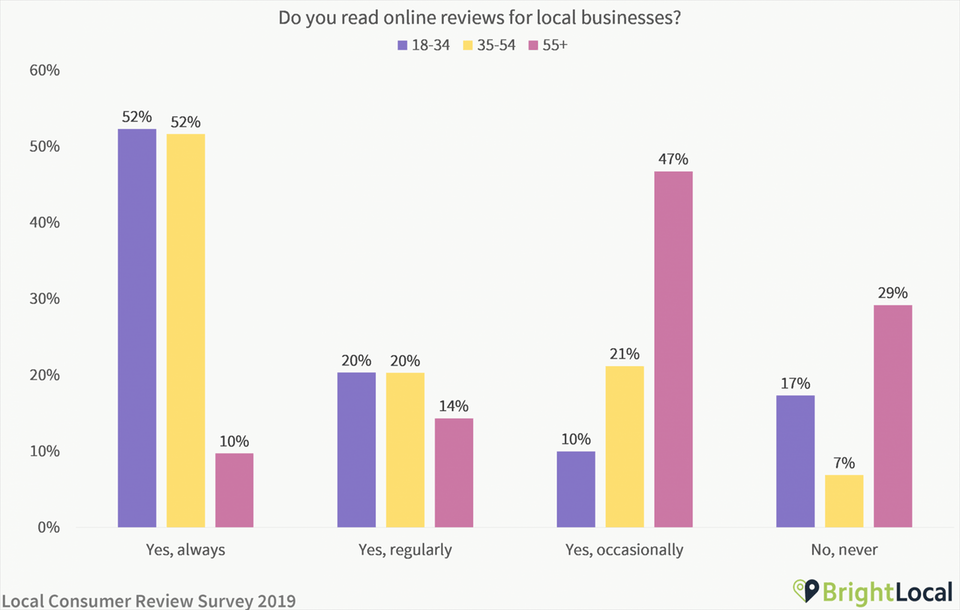 Do you read online reviews for local businesses?
18-34 35-54 55+
60%
50%
40%
30%
20%
10%
0%
52% 52% 10%
20% 20% 14%
10% 21% 47%
17% 7% 29%
Yes, always Yes, regularly Yes, occasionally No, never
Local Consumer Review Survey 2019
BrightLocal